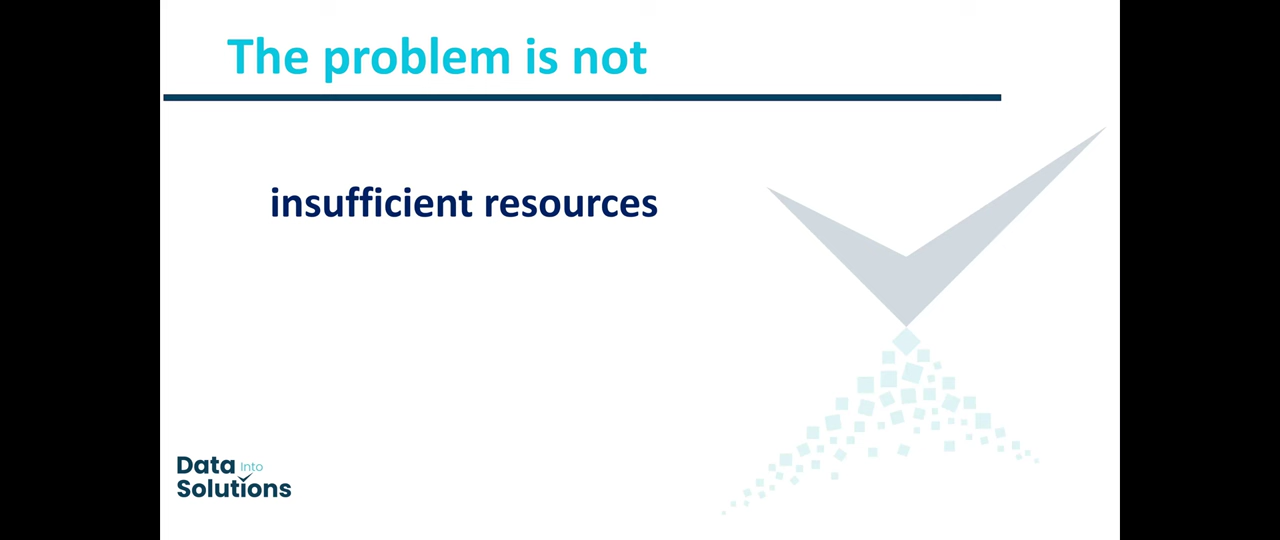 The problem is not
insufficient resources
Data Into
Solutions